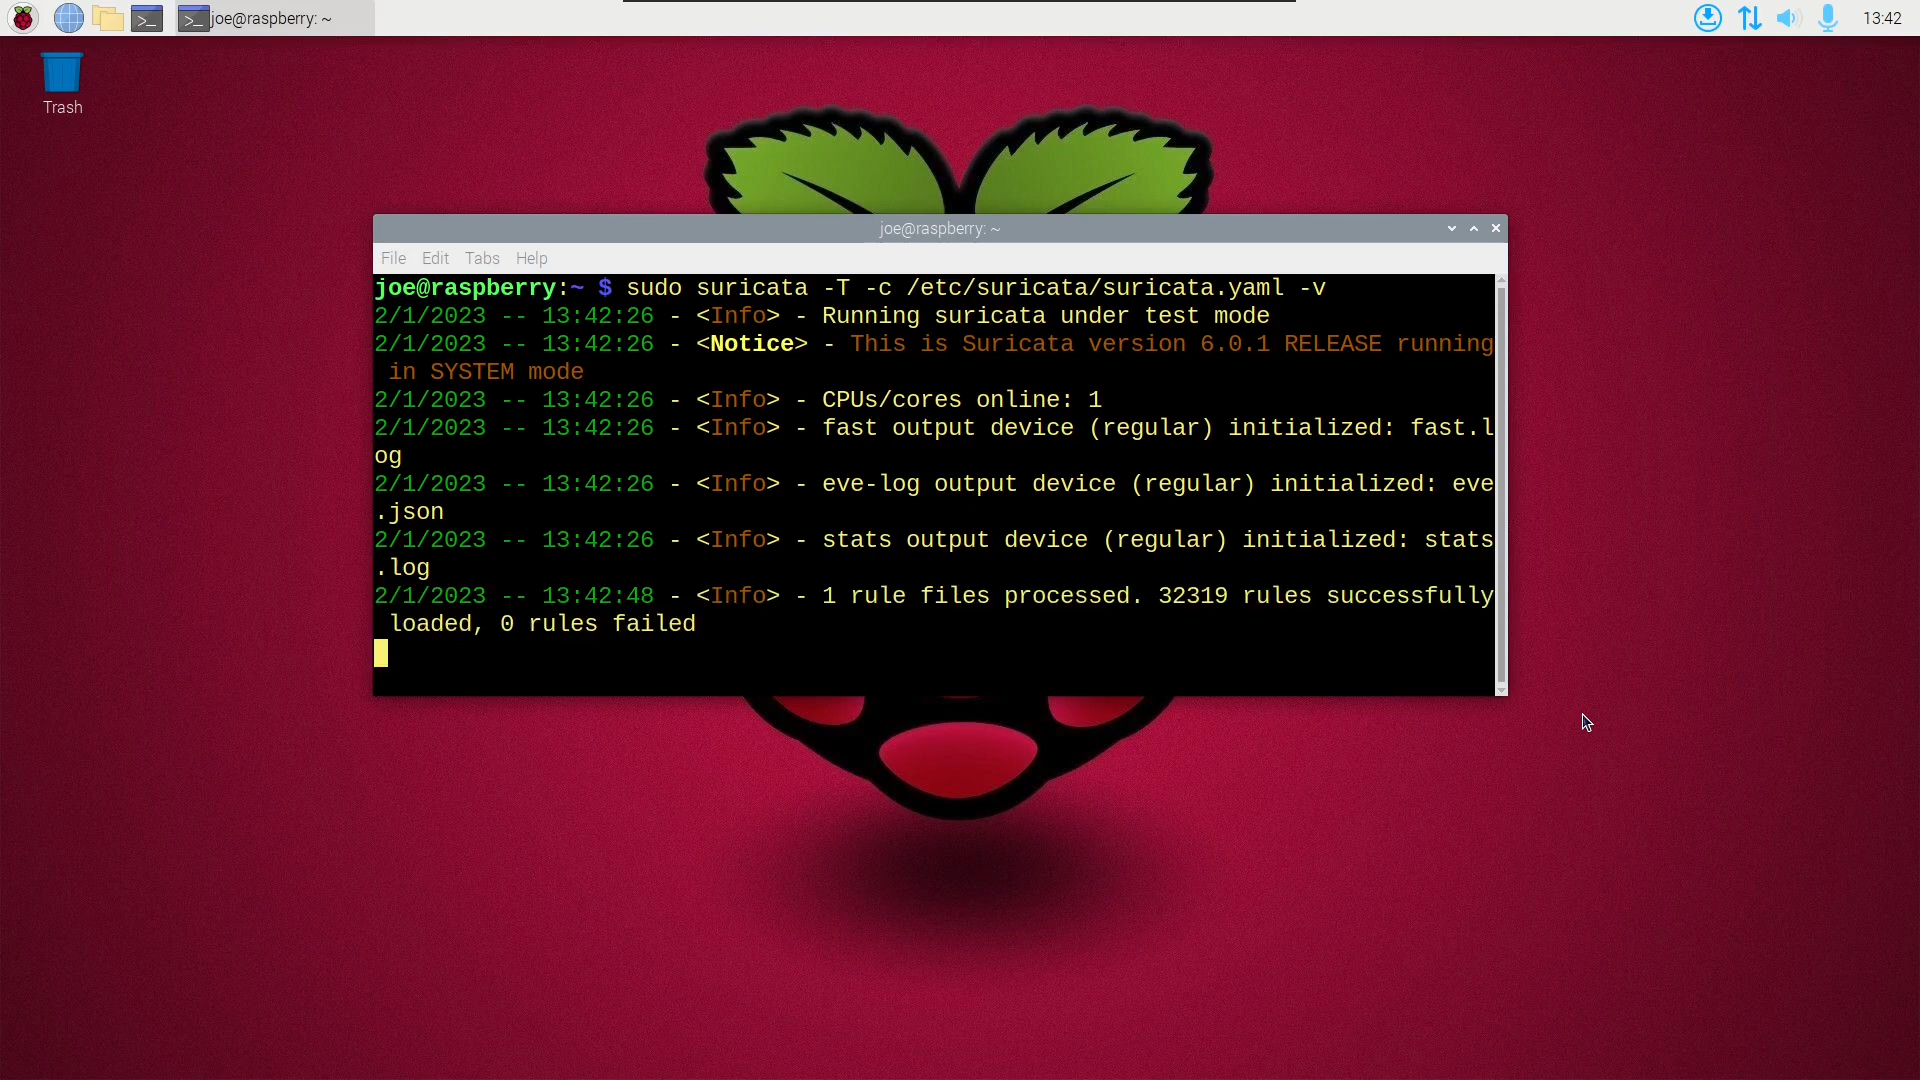 joe@raspberry: ~
13:42
Trash
joe@raspberry: ~
File Edit Tabs Help
joe@raspberry:~ $ sudo suricata -T -c /etc/suricata/suricata.yaml -v
2/1/2023 -- 13:42:26 - <Info> - Running suricata under test mode
2/1/2023 -- 13:42:26 - <Notice> - This is Suricata version 6.0.1 RELEASE running
in SYSTEM mode
2/1/2023 -- 13:42:26 - <Info> - CPUs/cores online: 1
2/1/2023 -- 13:42:26 - <Info> - fast output device (regular) initialized: fast.l
og
2/1/2023 -- 13:42:26 - <Info> - eve-log output device (regular) initialized: eve
.json
2/1/2023 -- 13:42:26 - <Info> - stats output device (regular) initialized: stats
.log
2/1/2023 -- 13:42:48 - <Info> - 1 rule files processed. 32319 rules successfully
loaded, 0 rules failed